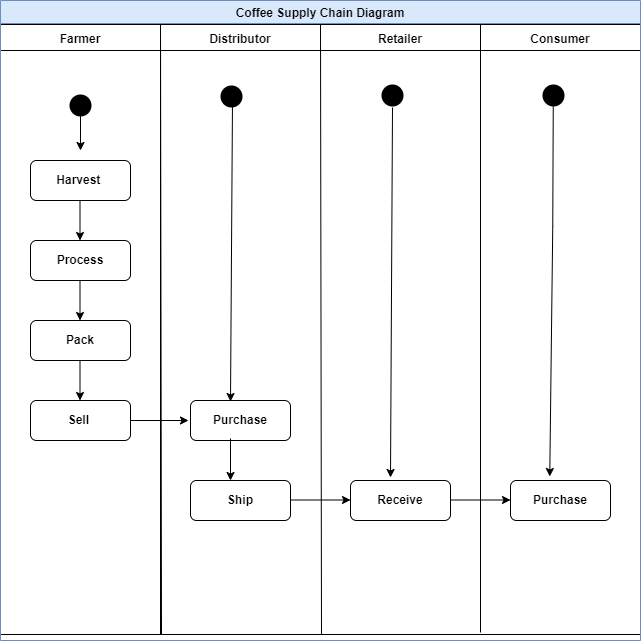 Coffee Supply Chain Diagram
Farmer
Distributor
Retailer
Consumer
Harvest
Process
Pack
Sell
Purchase
Ship
Receive
Purchase